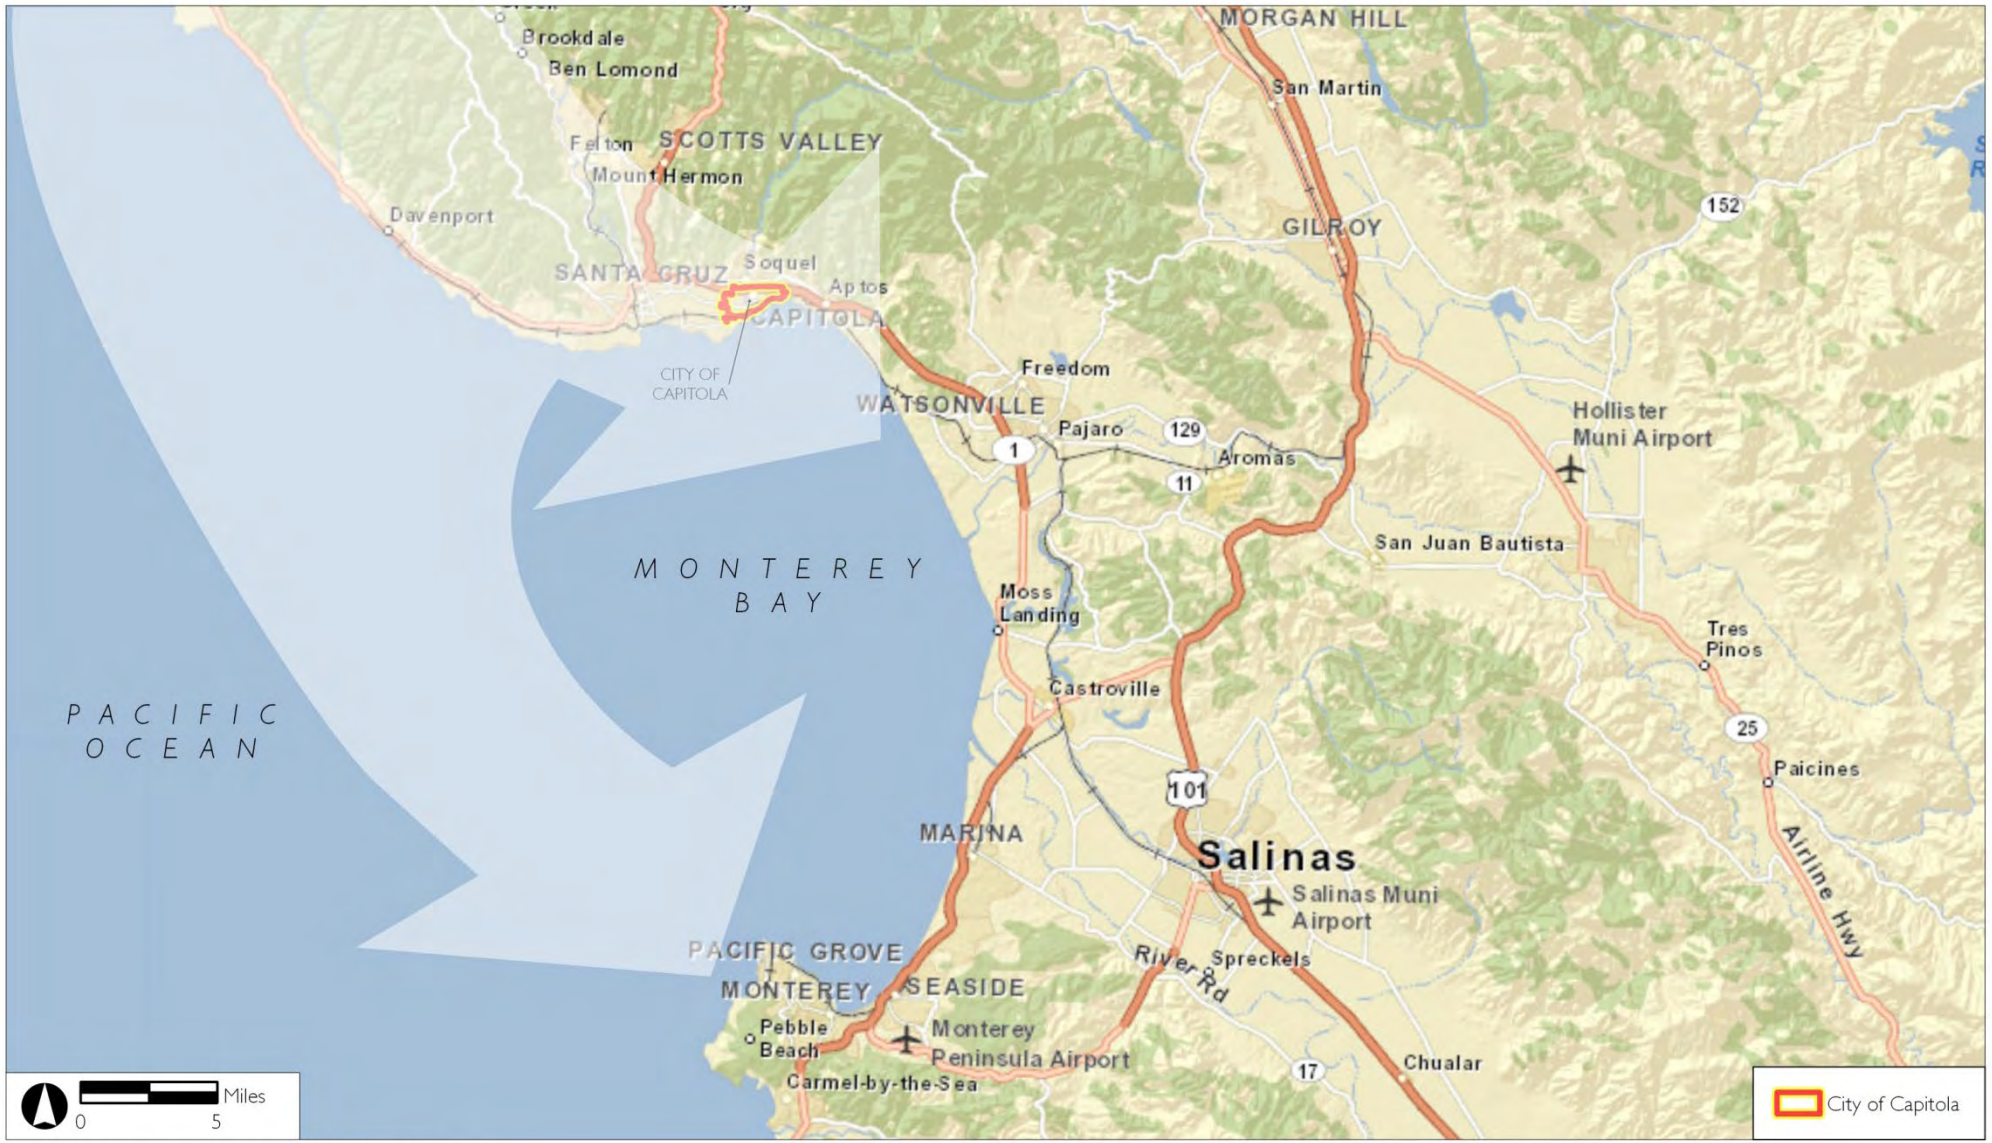 MORGAN HILL
Brookdale
Ben Lomond
San Martin
Felton
SCOTTS VALLEY
Mount Hermon
152
Davenport
GILROY
SANTA CRUZ
Soquel
Aptos
CAPITOLA
CITY OF
CAPITOLA
Freedom
WATSONVILLE
Pajaro
129
1
Aromas
11
Hollister
Muni Airport
San Juan Bautista
MONTEREY
BAY
Moss
Landing
Tres
Pinos
Castroville
PACIFIC
OCEAN
25
Paicines
101
MARINA
Airline Hwy
Salinas
Salinas Muni
Airport
PACIFIC GROVE
River Rd
Spreckels
MONTEREY
SEASIDE
Pebble
Beach
Monterey
Peninsula Airport
Carmel-by-the-Sea
17
Chualar
Miles
0 5
City of Capitola